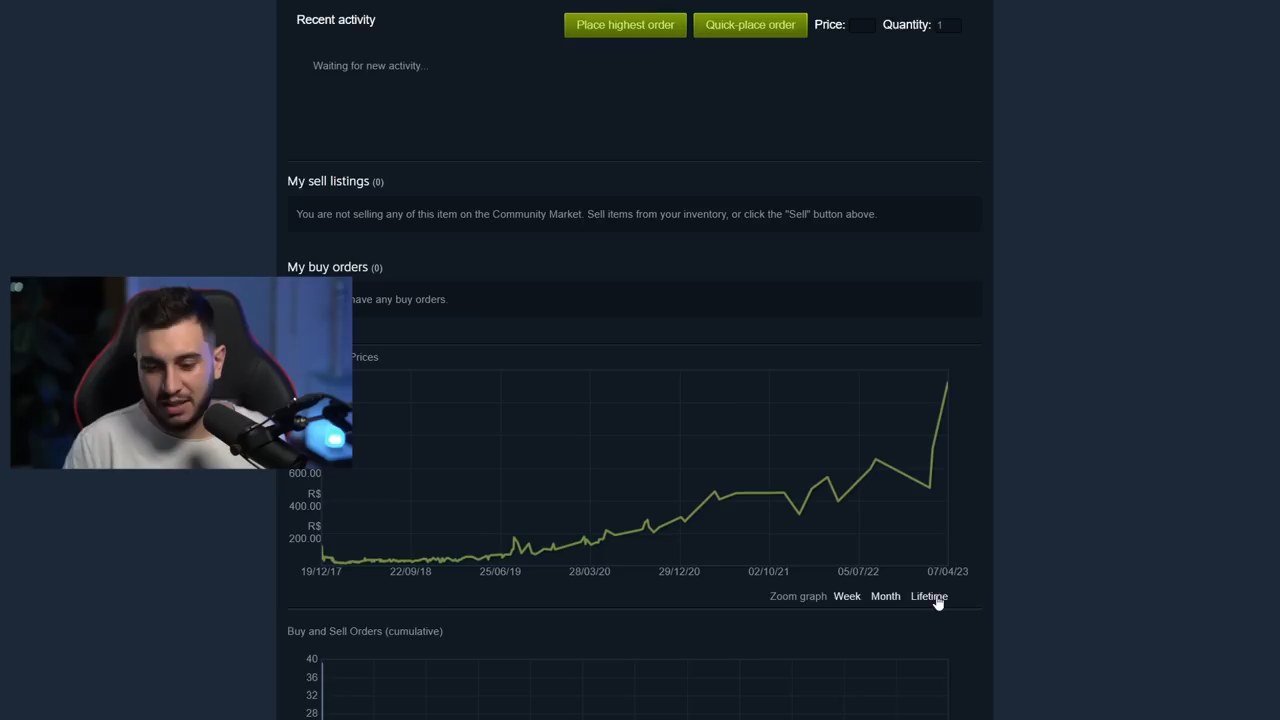 Recent activity
Place highest order
Quick-place order
Price:
Quantity: 1
Waiting for new activity...
My sell listings (0)
You are not selling any of this item on the Community Market. Sell items from your inventory, or click the "Sell" button above.
My buy orders (0)
have any buy orders.
Prices
600.00
R$
400.00
R$
200.00
19/12/17 22/09/18 25/06/19 28/03/20 29/12/20 02/10/21 05/07/22 07/04/23
Zoom graph Week Month Lifetime
Buy and Sell Orders (cumulative)
40
36
32
28